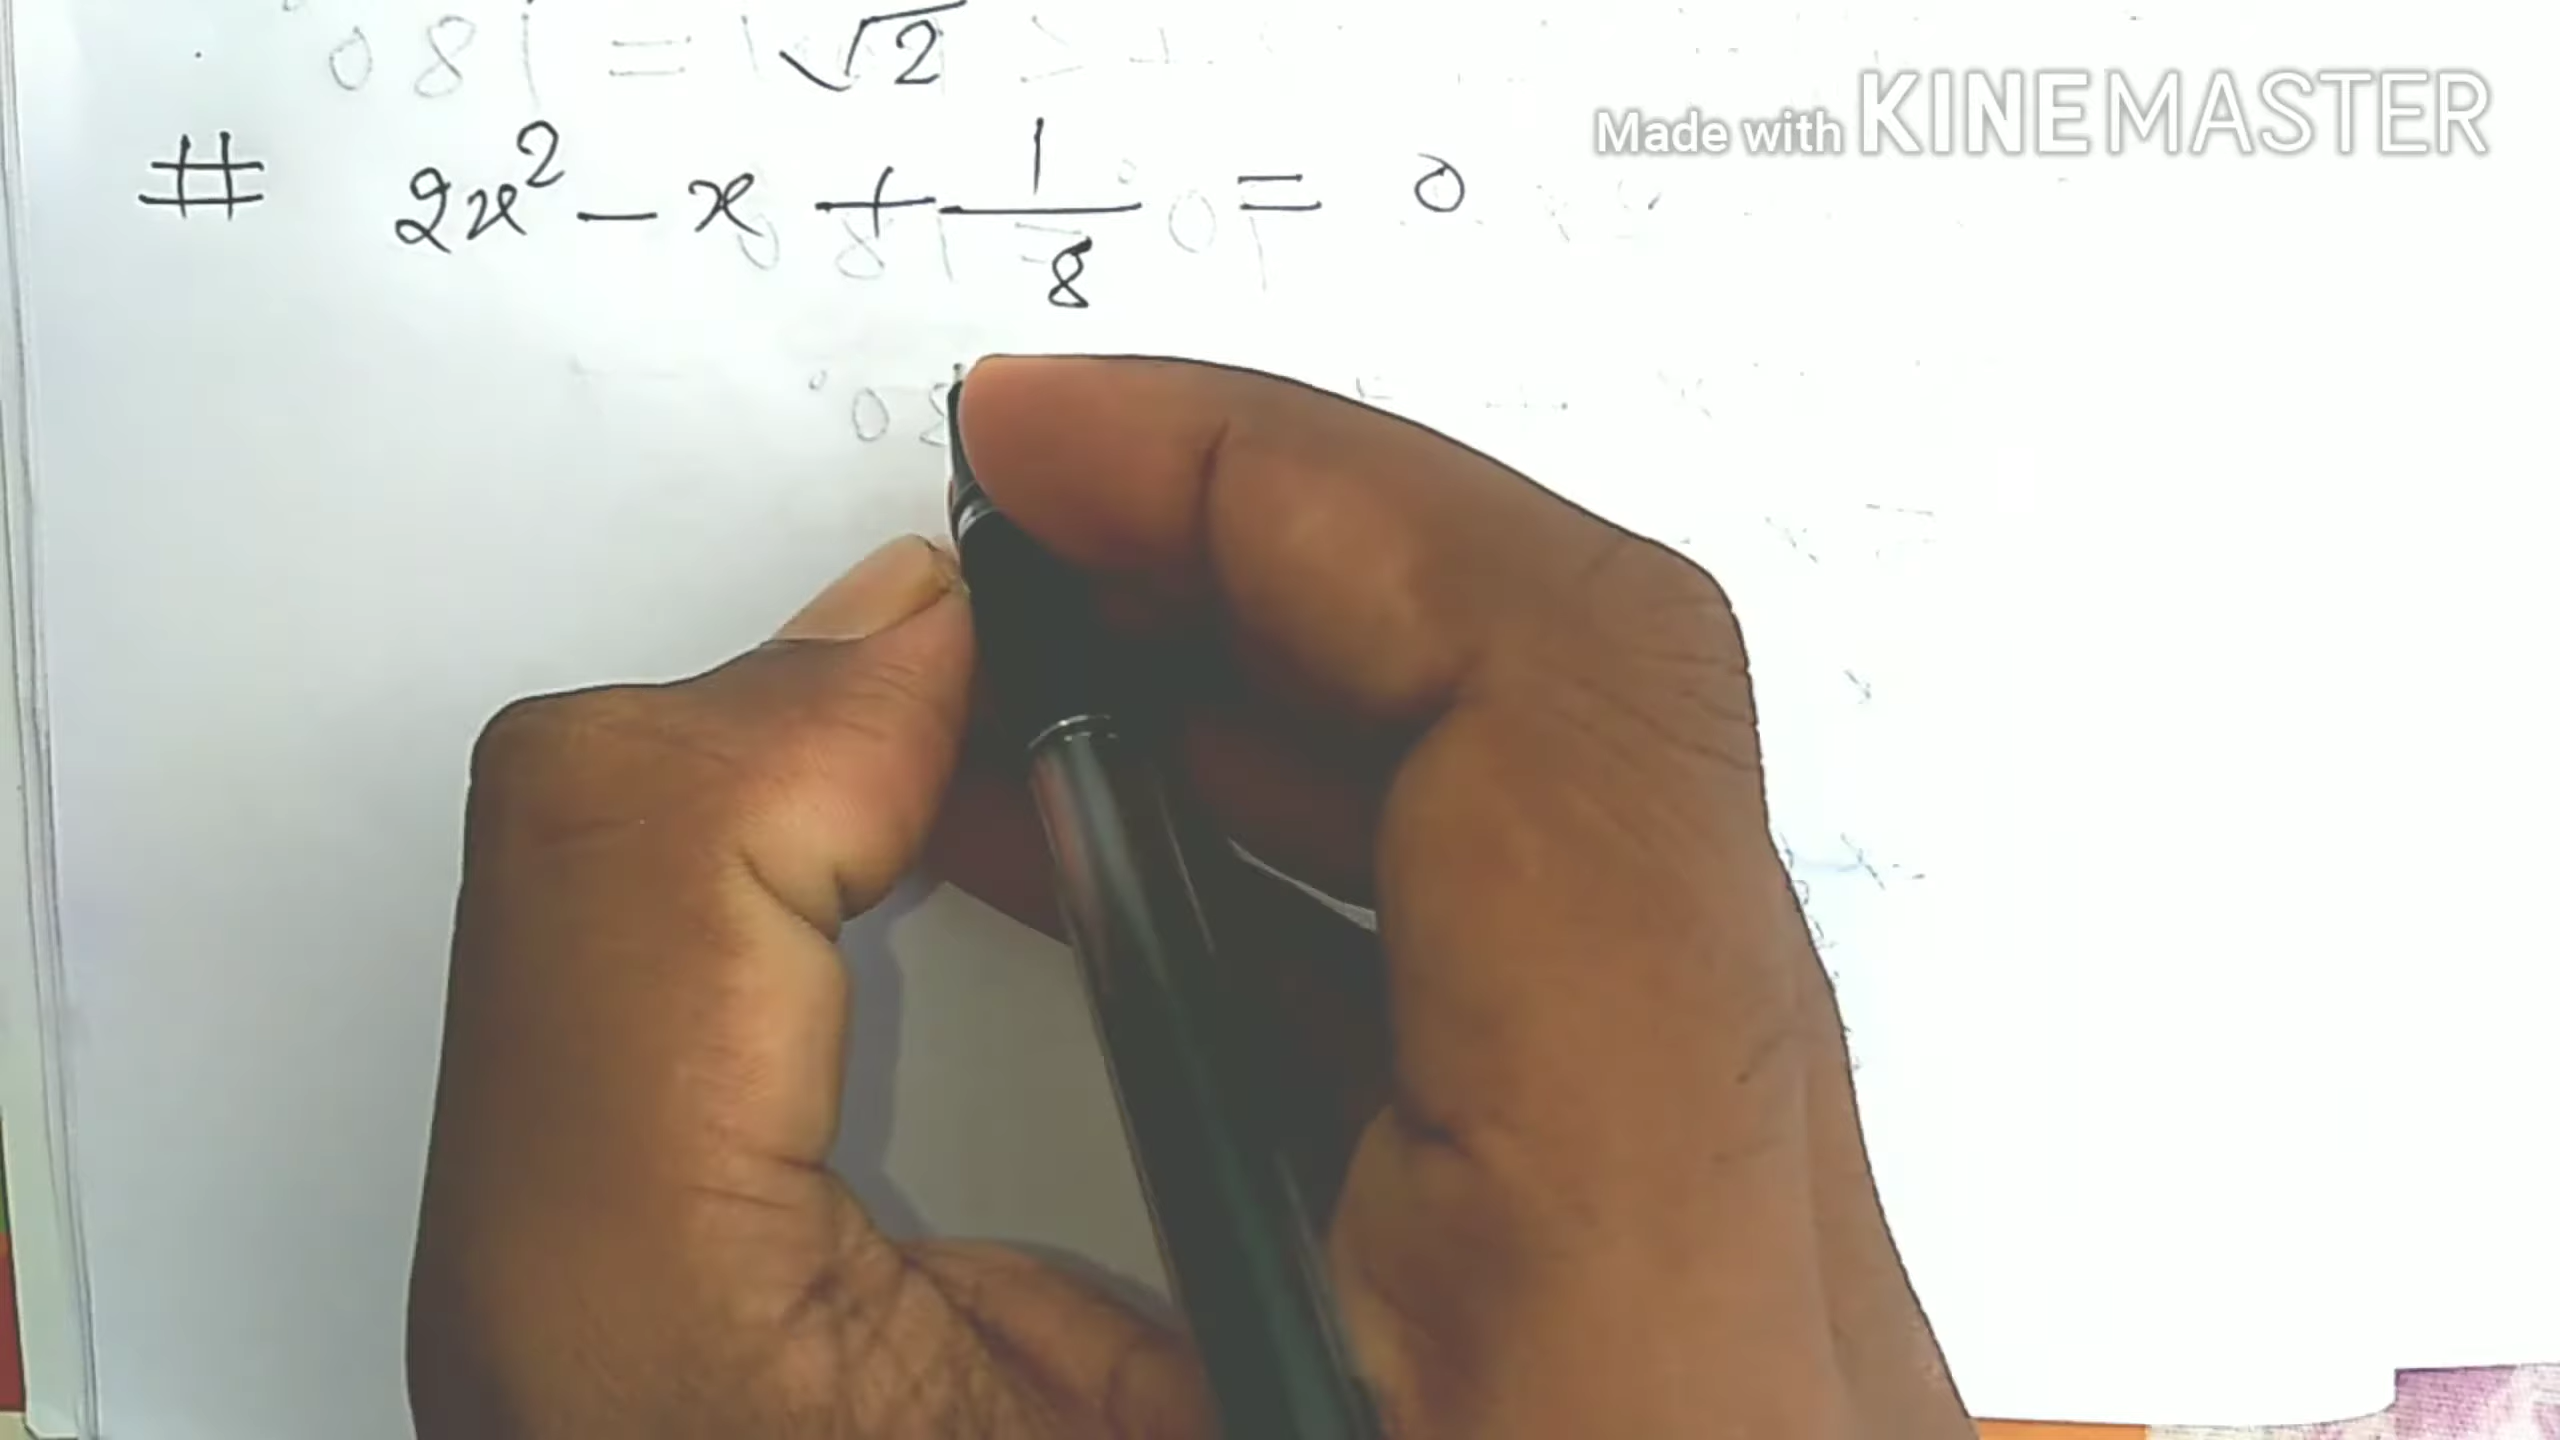 √2
Made with KINEMASTER
# 2x² - x + 1/8 = 0